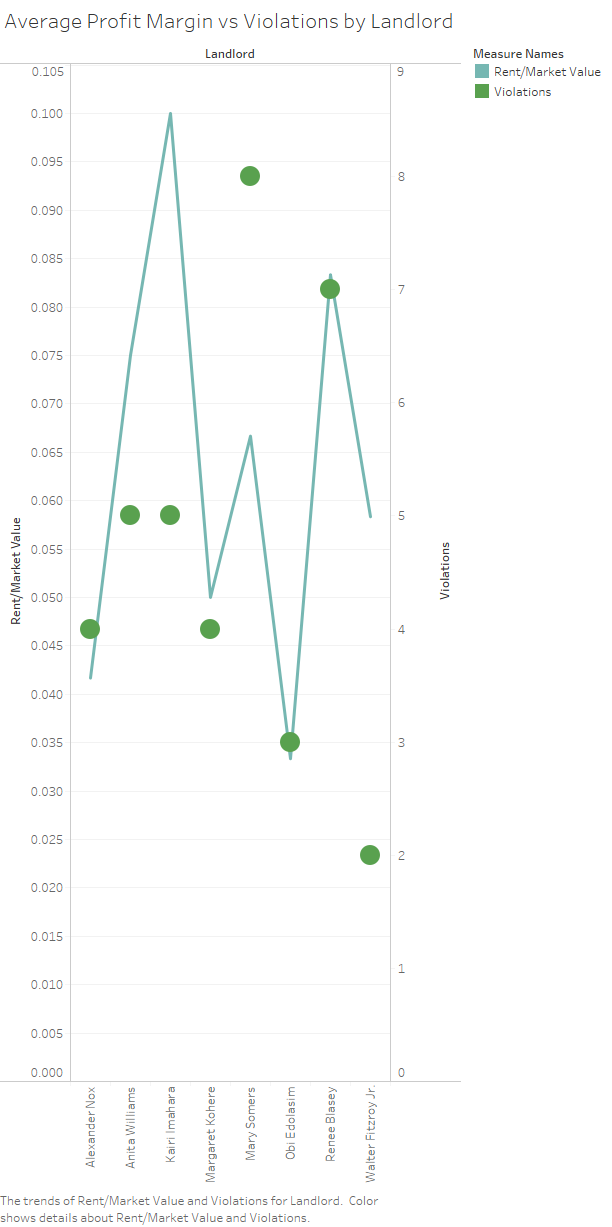 Average Profit Margin vs Violations by Landlord
Landlord
Measure Names
Rent/Market Value
Violations
0.105
0.100
0.095
0.090
0.085
0.080
0.075
0.070
0.065
0.060
0.055
0.050
0.045
0.040
0.035
0.030
0.025
0.020
0.015
0.010
0.005
0.000
Rent/Market Value
9
8
7
6
5
4
3
2
1
0
Violations
Alexander Nox
Anita Williams
Kairi Imahara
Margaret Kohere
Mary Somers
Obi Edolasim
Renee Blasey
Walter Fitzroy Jr.
The trends of Rent/Market Value and Violations for Landlord. Color
shows details about Rent/Market Value and Violations.